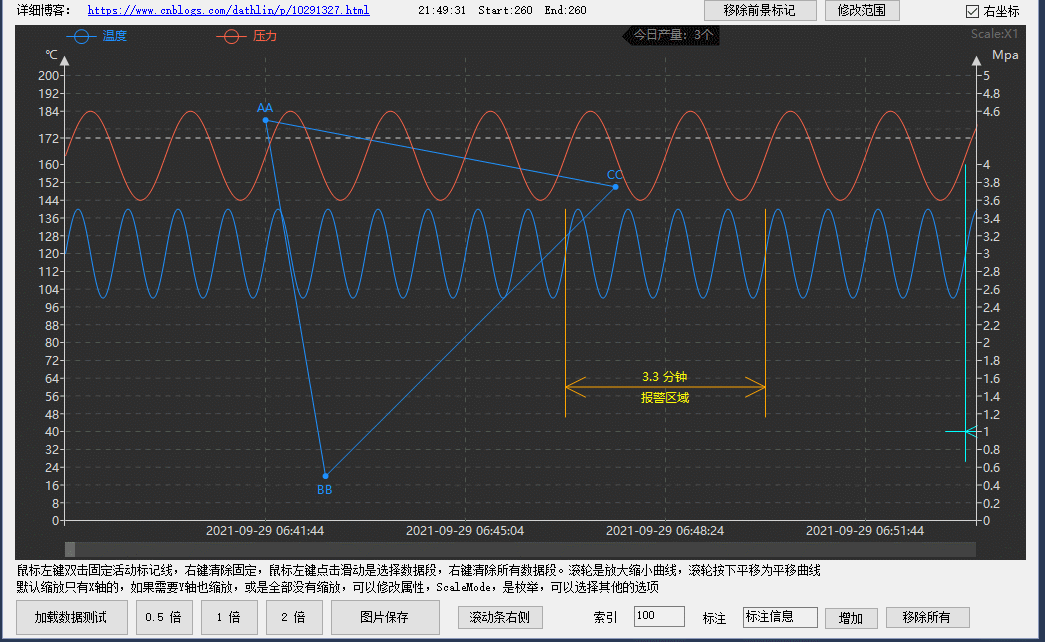 详细博客: https://www.cnblogs.com/dathlin/p/10291327.html 21:49:31 Start:260 End:260 移除前景标记 修改范围 右坐标
温度 压力 今日产量: 3个 Scale:X1
℃ Mpa
200 5
192 4.8
184 4.6
172
160 4
152 3.8
144 3.6
136 3.4
128 3.2
120 3
112 2.8
104 2.6
96 2.4
88 2.2
80 2
72 1.8
64 1.6
56 1.4
48 1.2
40 1
32 0.8
24 0.6
16 0.4
8 0.2
0 0
AA
CC
BB
3.3 分钟
报警区域
2021-09-29 06:41:44 2021-09-29 06:45:04 2021-09-29 06:48:24 2021-09-29 06:51:44
鼠标左键双击固定活动标记线，右键清除固定，鼠标左键点击滑动是选择数据段，右键清除所有数据段。滚轮是放大缩小曲线，滚轮按下平移为平移曲线
默认缩放只有X轴的，如果需要Y轴也缩放，或是全部没有缩放，可以修改属性，ScaleMode，是枚举，可以选择其他的选项
加载数据测试 0.5 倍 1 倍 2 倍 图片保存 滚动条右侧 索引 100 标注 标注信息 增加 移除所有